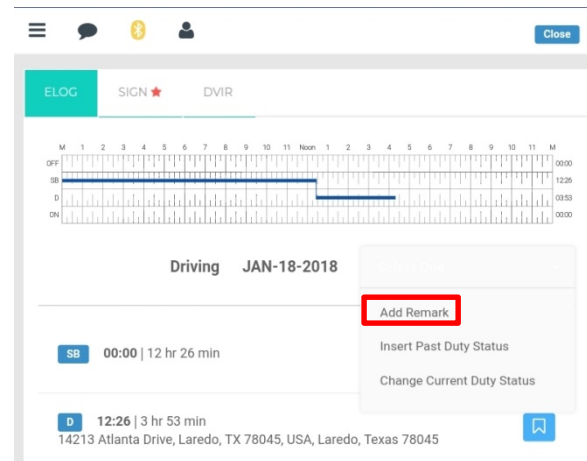 Close
ELOG SIGN DVIR
M 1 2 3 4 5 6 7 8 9 10 11 Noon 1 2 3 4 5 6 7 8 9 10 11 M
OFF 00:00
SB 12:26
D 03:53
ON 00:00
Driving JAN-18-2018
Add Remark
Insert Past Duty Status
Change Current Duty Status
SB 00:00 | 12 hr 26 min
D 12:26 | 3 hr 53 min
14213 Atlanta Drive, Laredo, TX 78045, USA, Laredo, Texas 78045